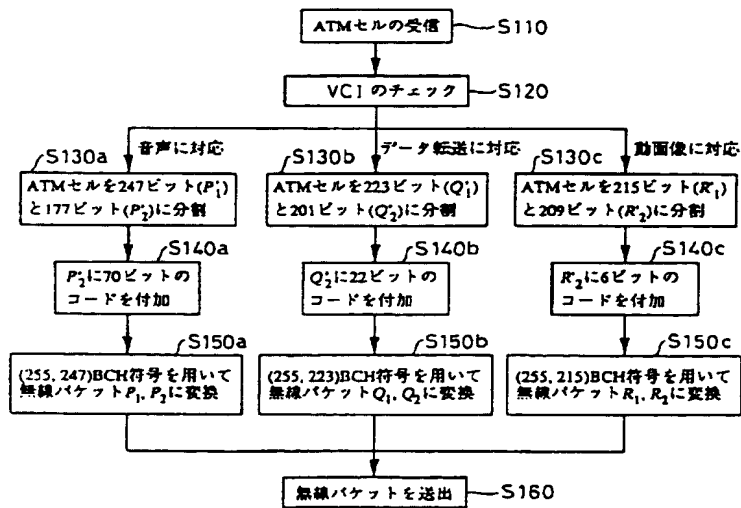 ATMセルの受信
S110
VCIのチェック
S120
音声に対応
データ転送に対応
動画像に対応
S130a
ATMセルを247ビット(P'1)
と177ビット(P'2)に分割
S130b
ATMセルを223ビット(Q'1)
と201ビット(Q'2)に分割
S130c
ATMセルを215ビット(R'1)
と209ビット(R'2)に分割
S140a
P'2に70ビットの
コードを付加
S140b
Q'2に22ビットの
コードを付加
S140c
R'2に6ビットの
コードを付加
S150a
(255, 247)BCH符号を用いて
無線パケットP1, P2に変換
S150b
(255, 223)BCH符号を用いて
無線パケットQ1, Q2に変換
S150c
(255, 215)BCH符号を用いて
無線パケットR1, R2に変換
無線パケットを送出
S160